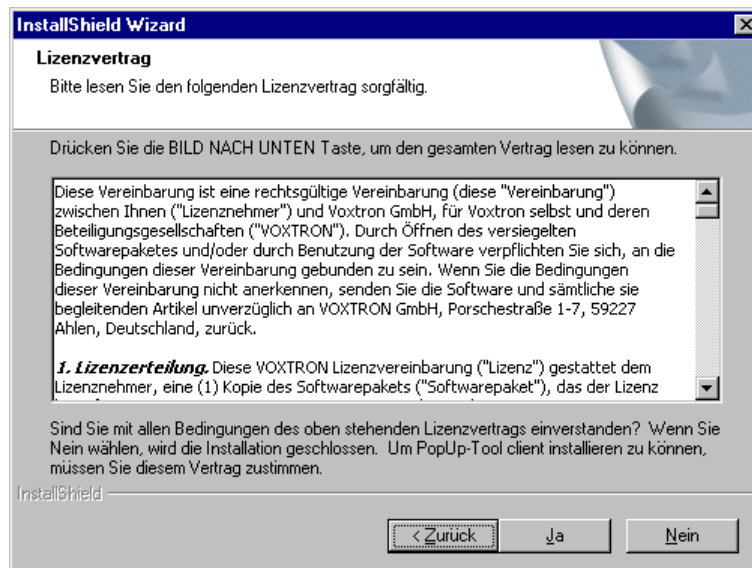 InstallShield Wizard
Lizenzvertrag
Bitte lesen Sie den folgenden Lizenzvertrag sorgfältig.
Drücken Sie die BILD NACH UNTEN Taste, um den gesamten Vertrag lesen zu können.
Diese Vereinbarung ist eine rechtsgültige Vereinbarung (diese "Vereinbarung")
zwischen Ihnen ("Lizenznehmer") und Voxtron GmbH, für Voxtron selbst und deren
Beteiligungsgesellschaften ("VOXTRON"). Durch Öffnen des versiegelten
Softwarepaketes und/oder durch Benutzung der Software verpflichten Sie sich, an die
Bedingungen dieser Vereinbarung gebunden zu sein. Wenn Sie die Bedingungen
dieser Vereinbarung nicht anerkennen, senden Sie die Software und sämtliche sie
begleitenden Artikel unverzüglich an VOXTRON GmbH, Porschestraße 1-7, 59227
Ahlen, Deutschland, zurück.
1. Lizenzerteilung. Diese VOXTRON Lizenzvereinbarung ("Lizenz") gestattet dem
Lizenznehmer, eine (1) Kopie des Softwarepakets ("Softwarepaket"), das der Lizenz
Sind Sie mit allen Bedingungen des oben stehenden Lizenzvertrags einverstanden? Wenn Sie
Nein wählen, wird die Installation geschlossen. Um PopUp-Tool client installieren zu können,
müssen Sie diesem Vertrag zustimmen.
InstallShield
< Zurück
Ja
Nein